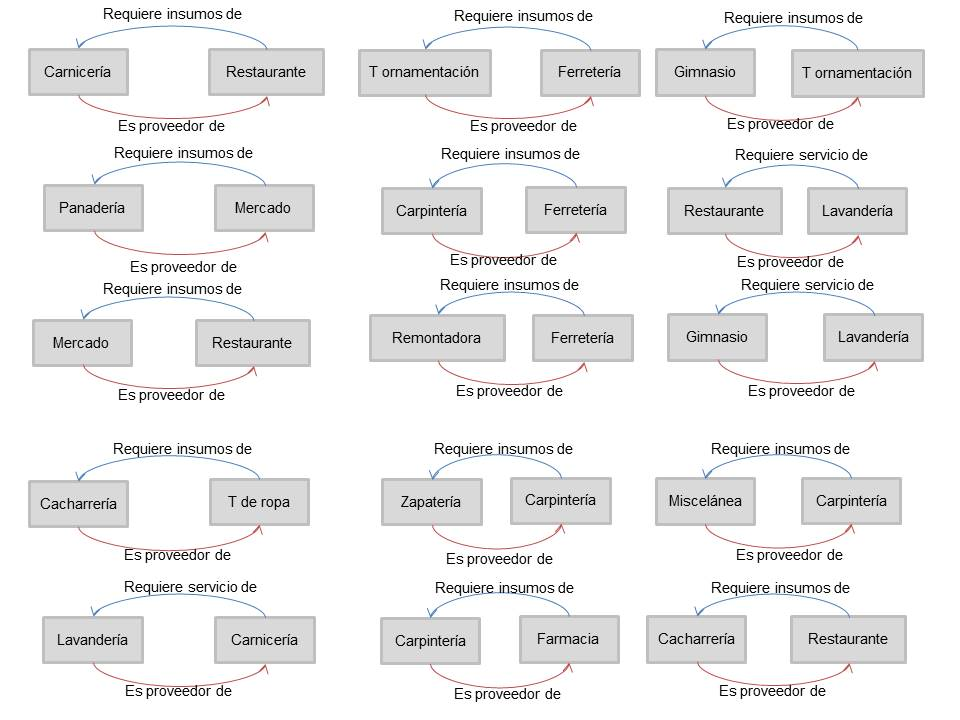 Requiere insumos de
Requiere insumos de
Requiere insumos de
Carnicería
Restaurante
T ornamentación
Ferretería
Gimnasio
T ornamentación
Es proveedor de
Es proveedor de
Es proveedor de
Requiere insumos de
Requiere insumos de
Requiere servicio de
Panadería
Mercado
Carpintería
Ferretería
Restaurante
Lavandería
Es proveedor de
Es proveedor de
Es proveedor de
Requiere insumos de
Requiere insumos de
Requiere servicio de
Mercado
Restaurante
Remontadora
Ferretería
Gimnasio
Lavandería
Es proveedor de
Es proveedor de
Es proveedor de
Requiere insumos de
Requiere insumos de
Requiere insumos de
Cacharrería
T de ropa
Zapatería
Carpintería
Miscelánea
Carpintería
Es proveedor de
Es proveedor de
Es proveedor de
Requiere servicio de
Requiere insumos de
Requiere insumos de
Lavandería
Carnicería
Carpintería
Farmacia
Cacharrería
Restaurante
Es proveedor de
Es proveedor de
Es proveedor de